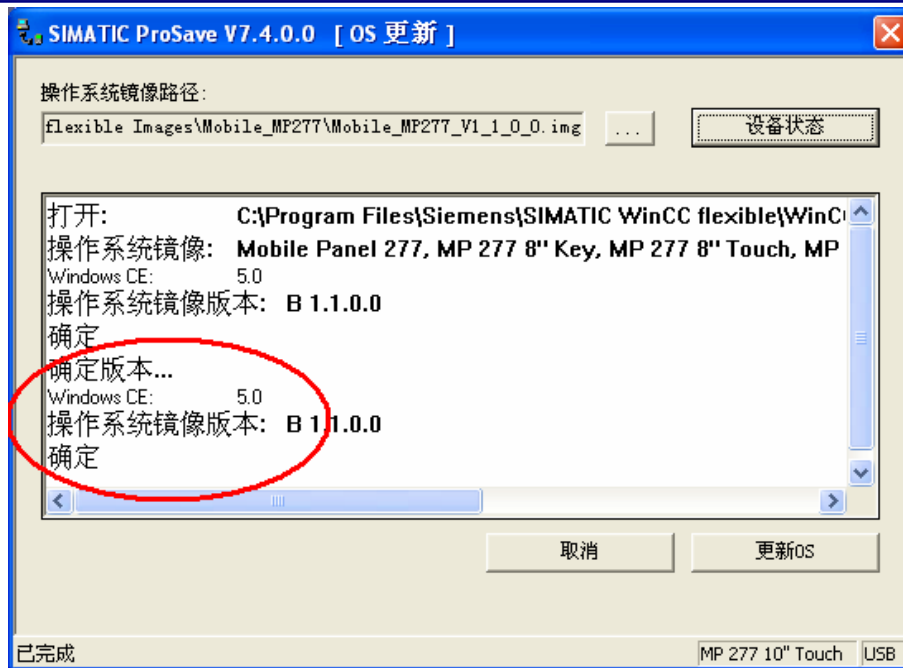 SIMATIC ProSave V7.4.0.0 [ OS 更新 ]
操作系统镜像路径:
flexible Images\Mobile_MP277\Mobile_MP277_V1_1_0_0.img
...
设备状态
打开: C:\Program Files\Siemens\SIMATIC WinCC flexible\WinC
操作系统镜像: Mobile Panel 277, MP 277 8" Key, MP 277 8" Touch, MP
Windows CE: 5.0
操作系统镜像版本: B 1.1.0.0
确定
确定版本...
Windows CE: 5.0
操作系统镜像版本: B 1.1.0.0
确定
取消
更新OS
已完成
MP 277 10" Touch
USB